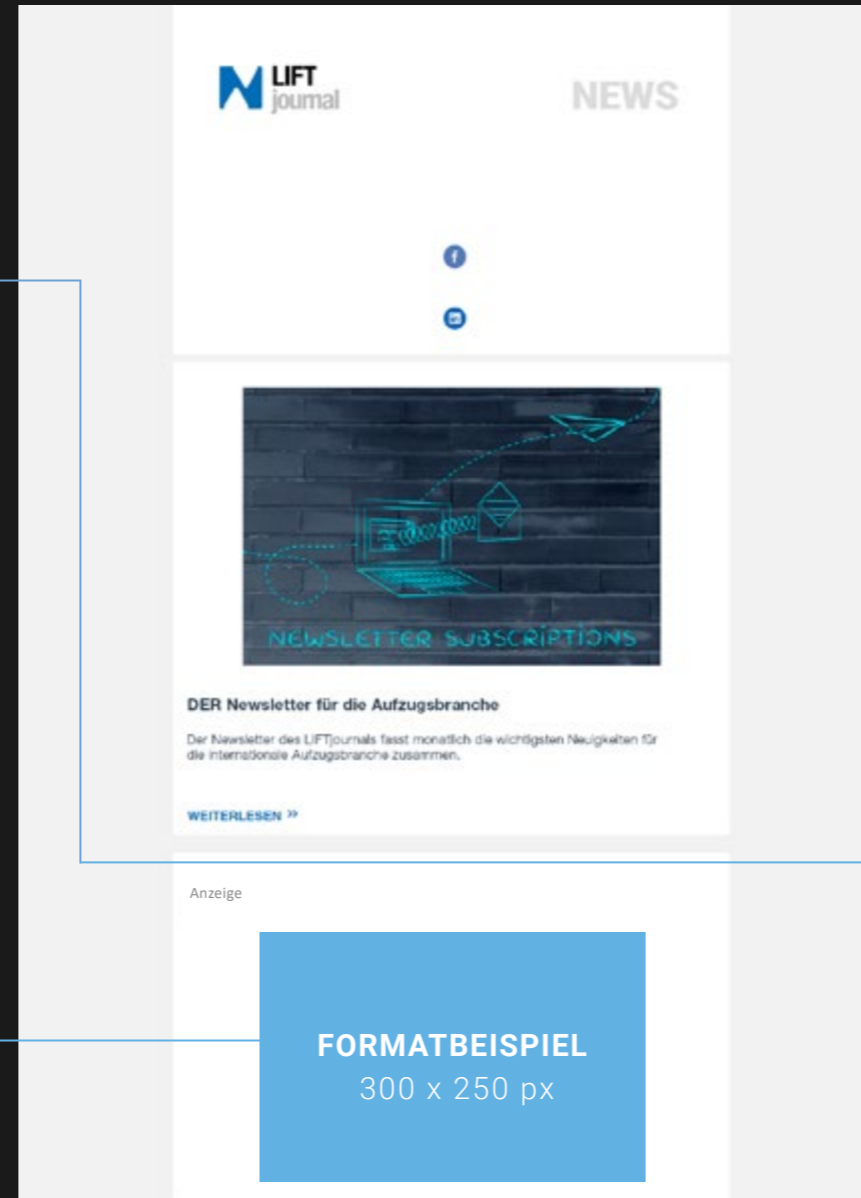 LIFT
journal
NEWS
NEWSLETTER SUBSCRIPTIONS
DER Newsletter für die Aufzugsbranche
Der Newsletter des LIFTjournals fasst monatlich die wichtigsten Neuigkeiten für
die internationale Aufzugsbranche zusammen.
WEITERLESEN »
Anzeige
FORMATBEISPIEL
300 x 250 px